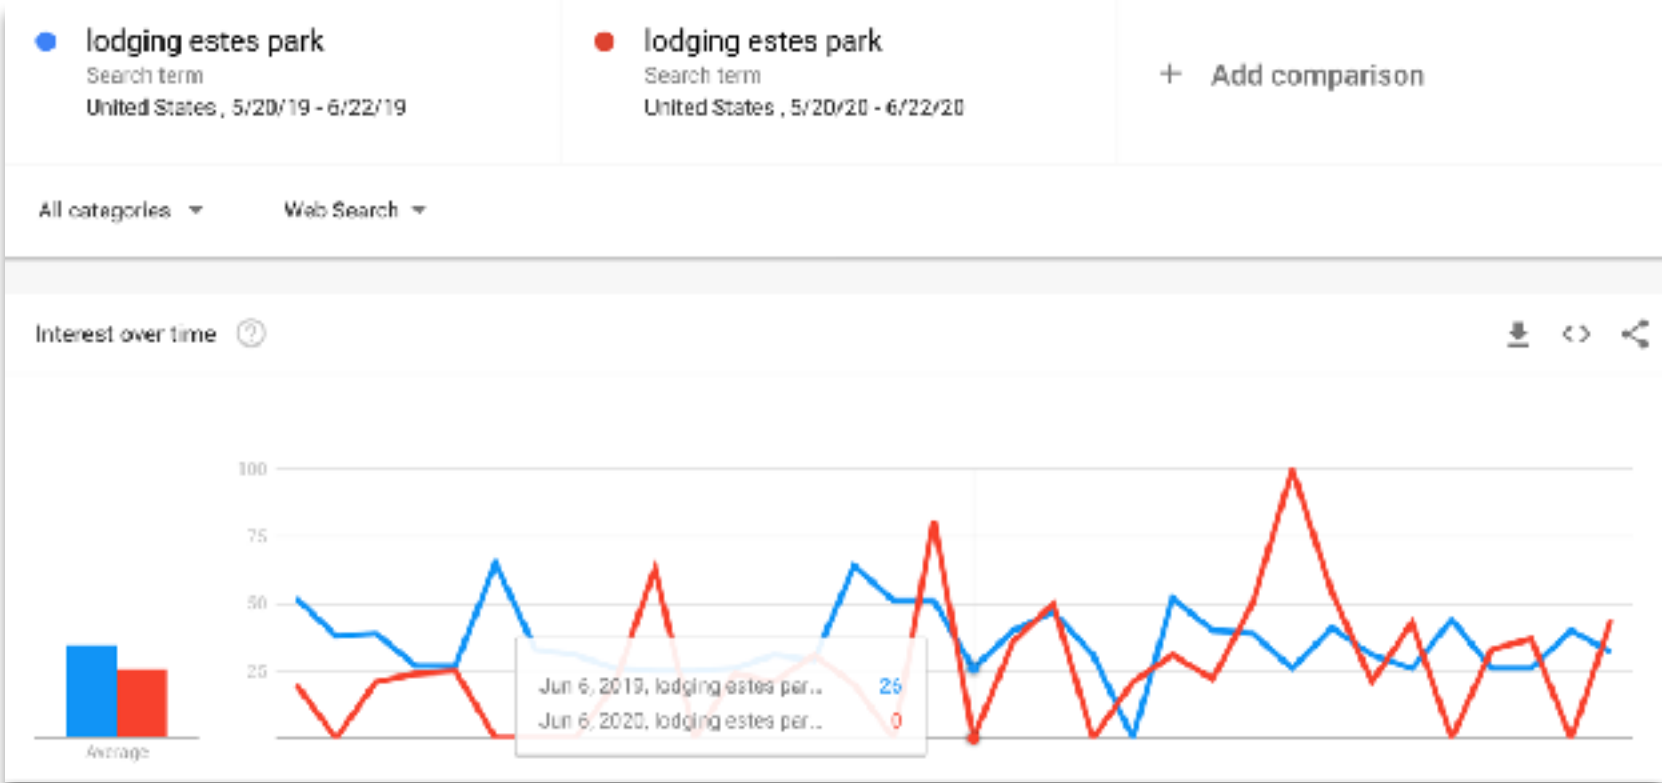 lodging estes park
Search term
United States , 5/20/19 - 6/22/19
lodging estes park
Search term
United States , 5/20/20 - 6/22/20
+ Add comparison
All categories
Web Search
Interest over time ?
100
75
50
25
Average
Jun 6, 2019, lodging estes par... 26
Jun 6, 2020, lodging estes par... 0